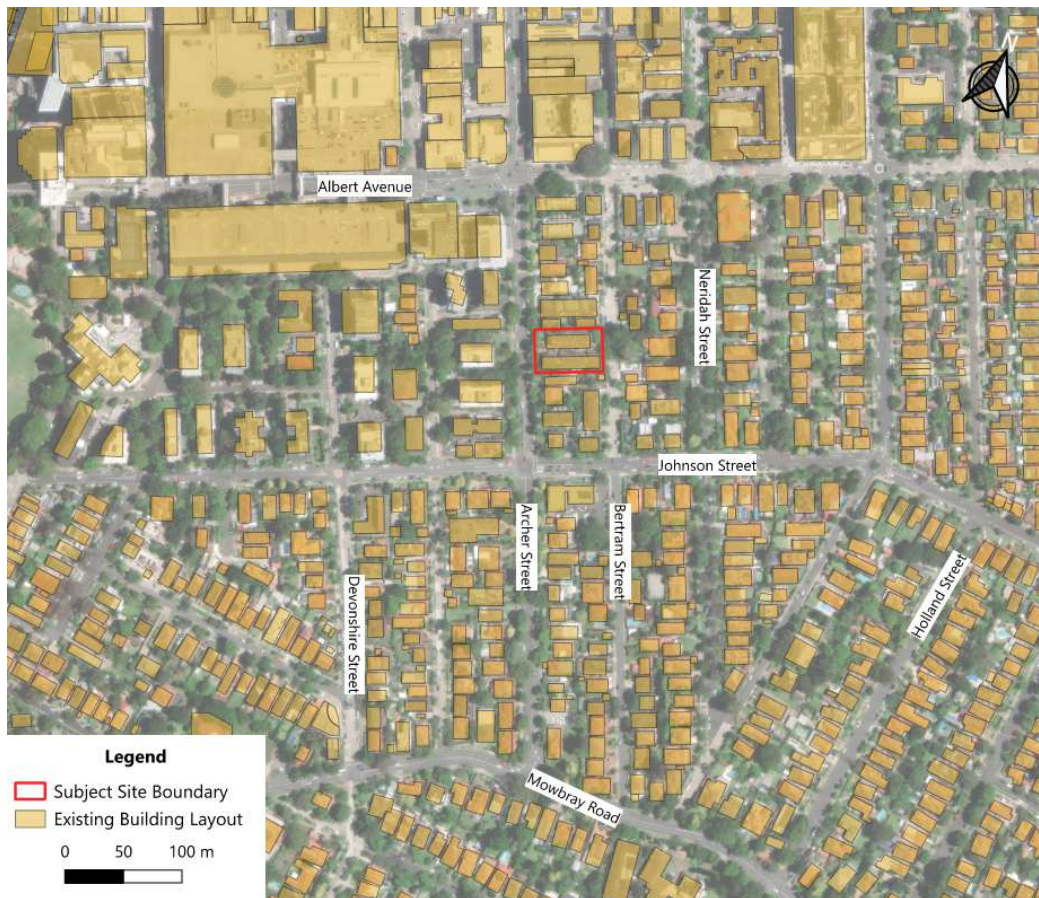 N
Albert Avenue
Neridah Street
Johnson Street
Archer Street
Bertram Street
Devonshire Street
Holland Street
Mowbray Road
Legend
Subject Site Boundary
Existing Building Layout
0 50 100 m